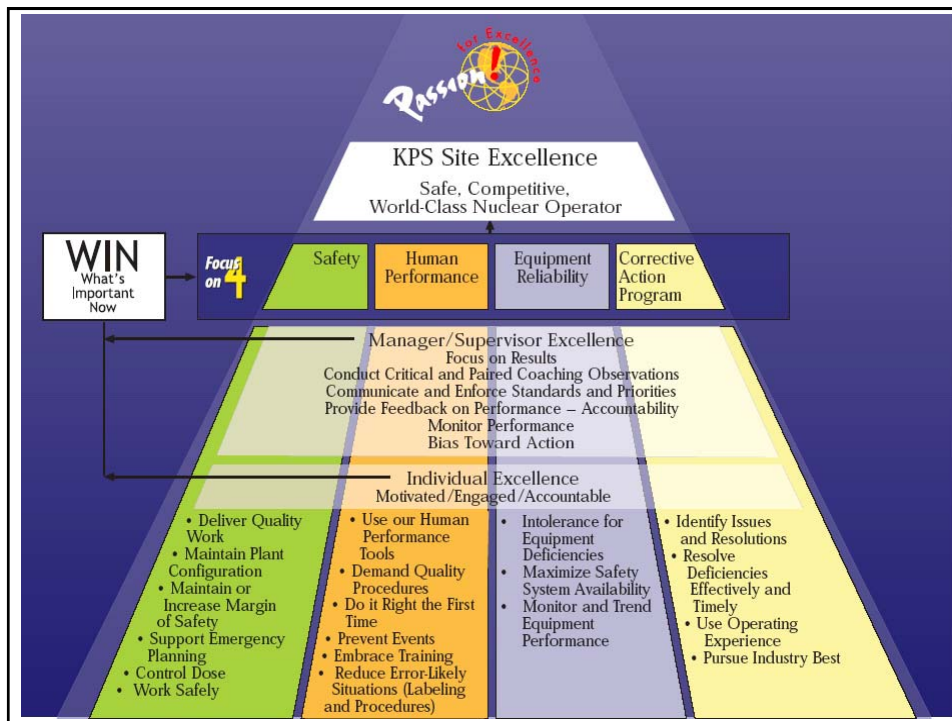 Passion!
for Excellence
KPS Site Excellence
Safe, Competitive,
World-Class Nuclear Operator
WIN
What's
Important
Now
Focus
on 4
Safety
Human
Performance
Equipment
Reliability
Corrective
Action
Program
Manager/Supervisor Excellence
Focus on Results
Conduct Critical and Paired Coaching Observations
Communicate and Enforce Standards and Priorities
Provide Feedback on Performance – Accountability
Monitor Performance
Bias Toward Action
Individual Excellence
Motivated/Engaged/Accountable
• Deliver Quality
Work
• Maintain Plant
Configuration
• Maintain or
Increase Margin
of Safety
• Support Emergency
Planning
• Control Dose
• Work Safely
• Use our Human
Performance
Tools
• Demand Quality
Procedures
• Do it Right the First
Time
• Prevent Events
• Embrace Training
• Reduce Error-Likely
Situations (Labeling
and Procedures)
• Intolerance for
Equipment
Deficiencies
• Maximize Safety
System Availability
• Monitor and Trend
Equipment
Performance
• Identify Issues
and Resolutions
• Resolve
Deficiencies
Effectively and
Timely
• Use Operating
Experience
• Pursue Industry Best